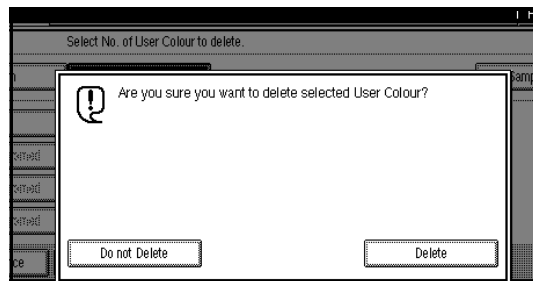 Select No. of User Colour to delete.
Are you sure you want to delete selected User Colour?
Do not Delete
Delete